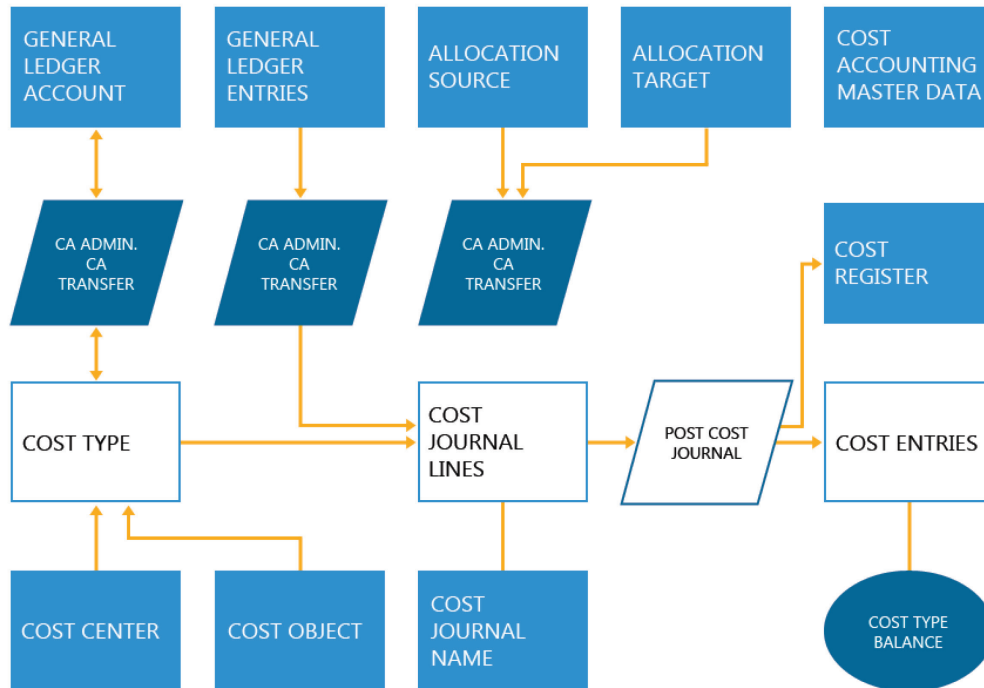 GENERAL
LEDGER
ACCOUNT
GENERAL
LEDGER
ENTRIES
ALLOCATION
SOURCE
ALLOCATION
TARGET
COST
ACCOUNTING
MASTER DATA
CA ADMIN.
CA
TRANSFER
CA ADMIN.
CA
TRANSFER
CA ADMIN.
CA
TRANSFER
COST
REGISTER
COST TYPE
COST
JOURNAL
LINES
POST COST
JOURNAL
COST ENTRIES
COST CENTER
COST OBJECT
COST
JOURNAL
NAME
COST TYPE
BALANCE